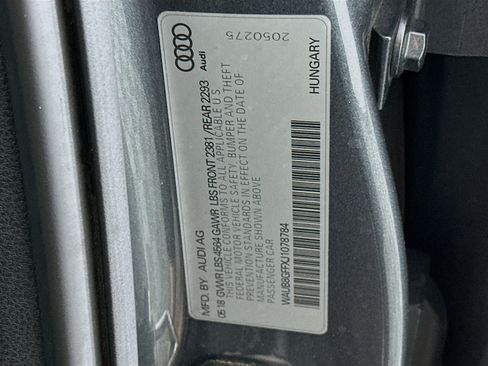 MFD. BY AUDI AG
05 18 GVWR LBS 4564 GAWR LBS FRONT 2381 / REAR 2293
THIS VEHICLE CONFORMS TO ALL APPLICABLE U.S.
FEDERAL MOTOR VEHICLE SAFETY, BUMPER AND THEFT
PREVENTION STANDARDS IN EFFECT ON THE DATE OF
MANUFACTURE SHOWN ABOVE
PASSENGER CAR
WAUB8GFFXJ1078784
HUNGARY
Audi
2050275